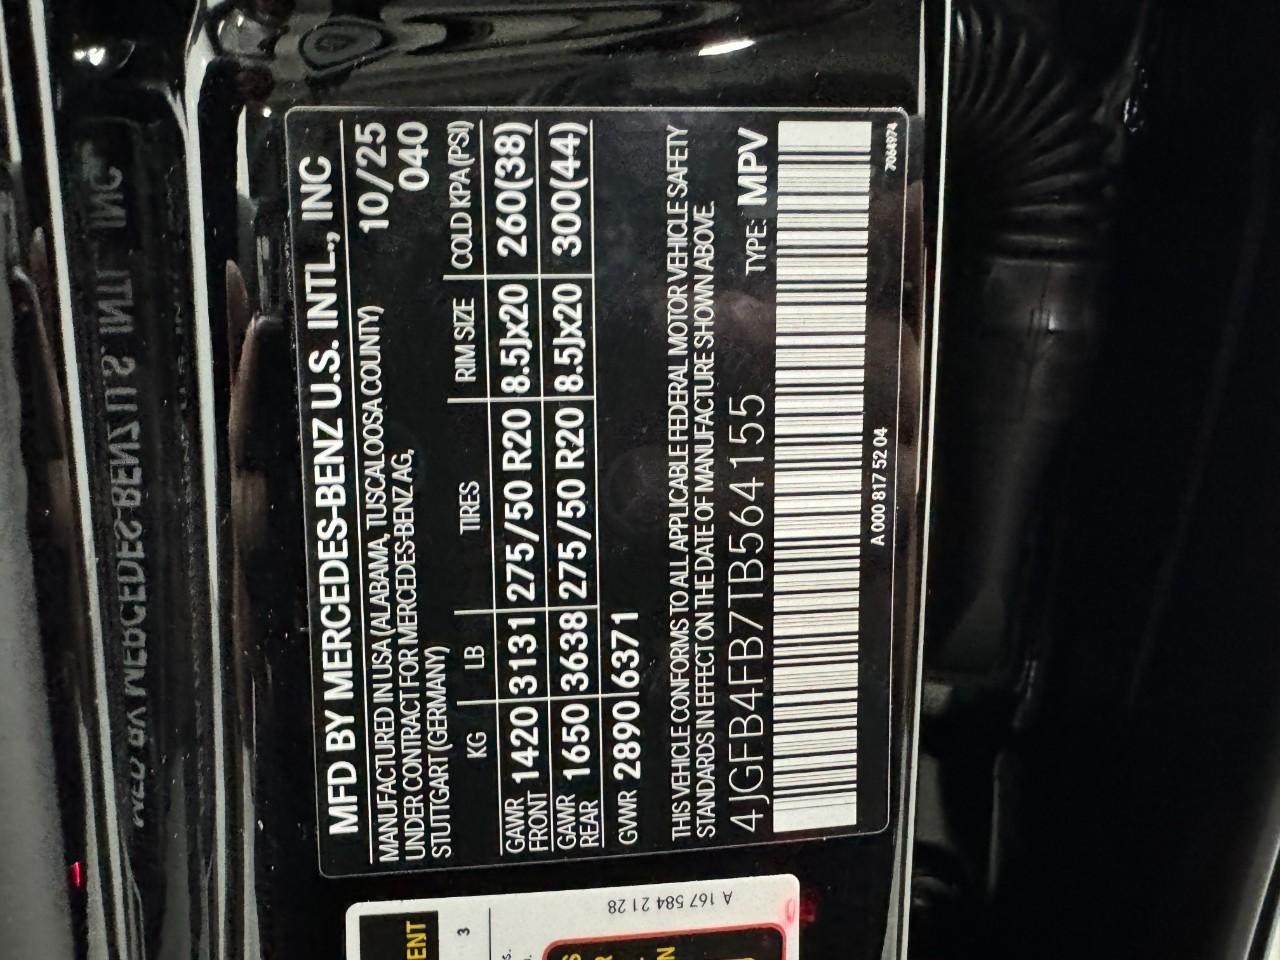 MFD BY MERCEDES-BENZ U.S. INTL., INC
MANUFACTURED IN USA (ALABAMA, TUSCALOOSA COUNTY) 10/25
UNDER CONTRACT FOR MERCEDES-BENZ AG, 040
STUTTGART (GERMANY)
KG LB TIRES RIM SIZE COLD KPA (PSI)
GAWR FRONT 1420 3131 275/50 R20 8.5Jx20 260(38)
GAWR REAR 1650 3638 275/50 R20 8.5Jx20 300(44)
GVWR 2890 6371
THIS VEHICLE CONFORMS TO ALL APPLICABLE FEDERAL MOTOR VEHICLE SAFETY
STANDARDS IN EFFECT ON THE DATE OF MANUFACTURE SHOWN ABOVE.
4JGFB4FB7TB564155 TYPE: MPV
A 000 817 52 04
7064974
A 167 584 21 28
3